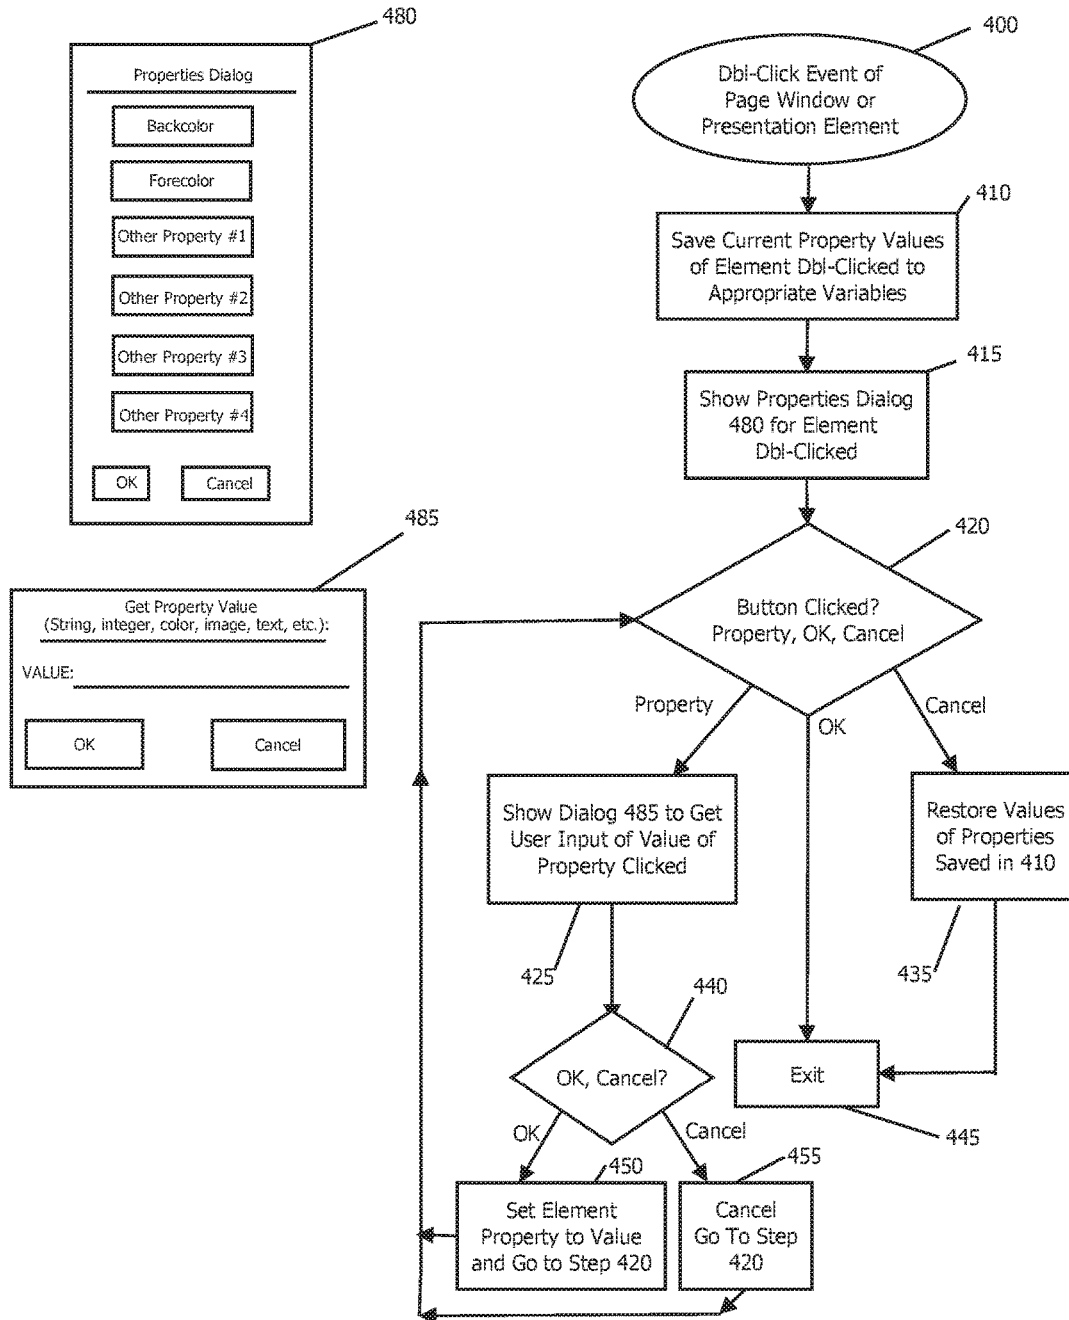 480
Properties Dialog
Backcolor
Forecolor
Other Property #1
Other Property #2
Other Property #3
Other Property #4
OK
Cancel
485
Get Property Value
(String, integer, color, image, text, etc.):
VALUE:
OK
Cancel
400
Dbl-Click Event of
Page Window or
Presentation Element
410
Save Current Property Values
of Element Dbl-Clicked to
Appropriate Variables
415
Show Properties Dialog
480 for Element
Dbl-Clicked
420
Button Clicked?
Property, OK, Cancel
Property
OK
Cancel
Show Dialog 485 to Get
User Input of Value of
Property Clicked
425
Restore Values
of Properties
Saved in 410
435
440
OK, Cancel?
Exit
445
OK
Cancel
450
Set Element
Property to Value
and Go to Step 420
455
Cancel
Go To Step
420